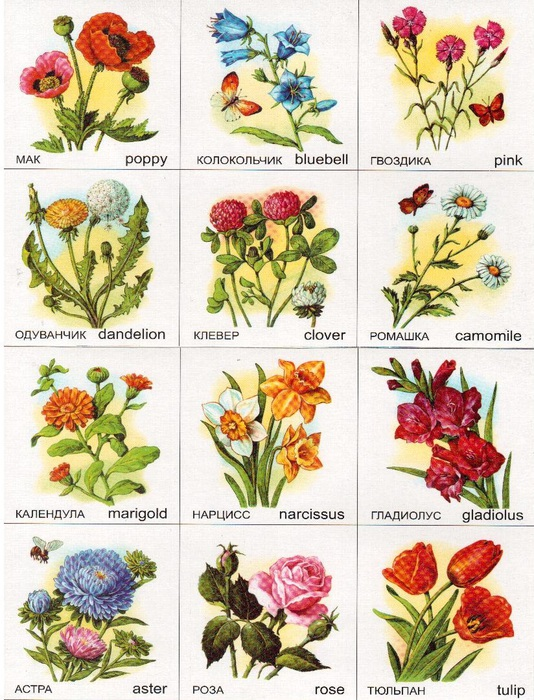 МАК poppy
КОЛОКОЛЬЧИК bluebell
ГВОЗДИКА pink
ОДУВАНЧИК dandelion
КЛЕВЕР clover
РОМАШКА camomile
КАЛЕНДУЛА marigold
НАРЦИСС narcissus
ГЛАДИОЛУС gladiolus
АСТРА aster
РОЗА rose
ТЮЛЬПАН tulip